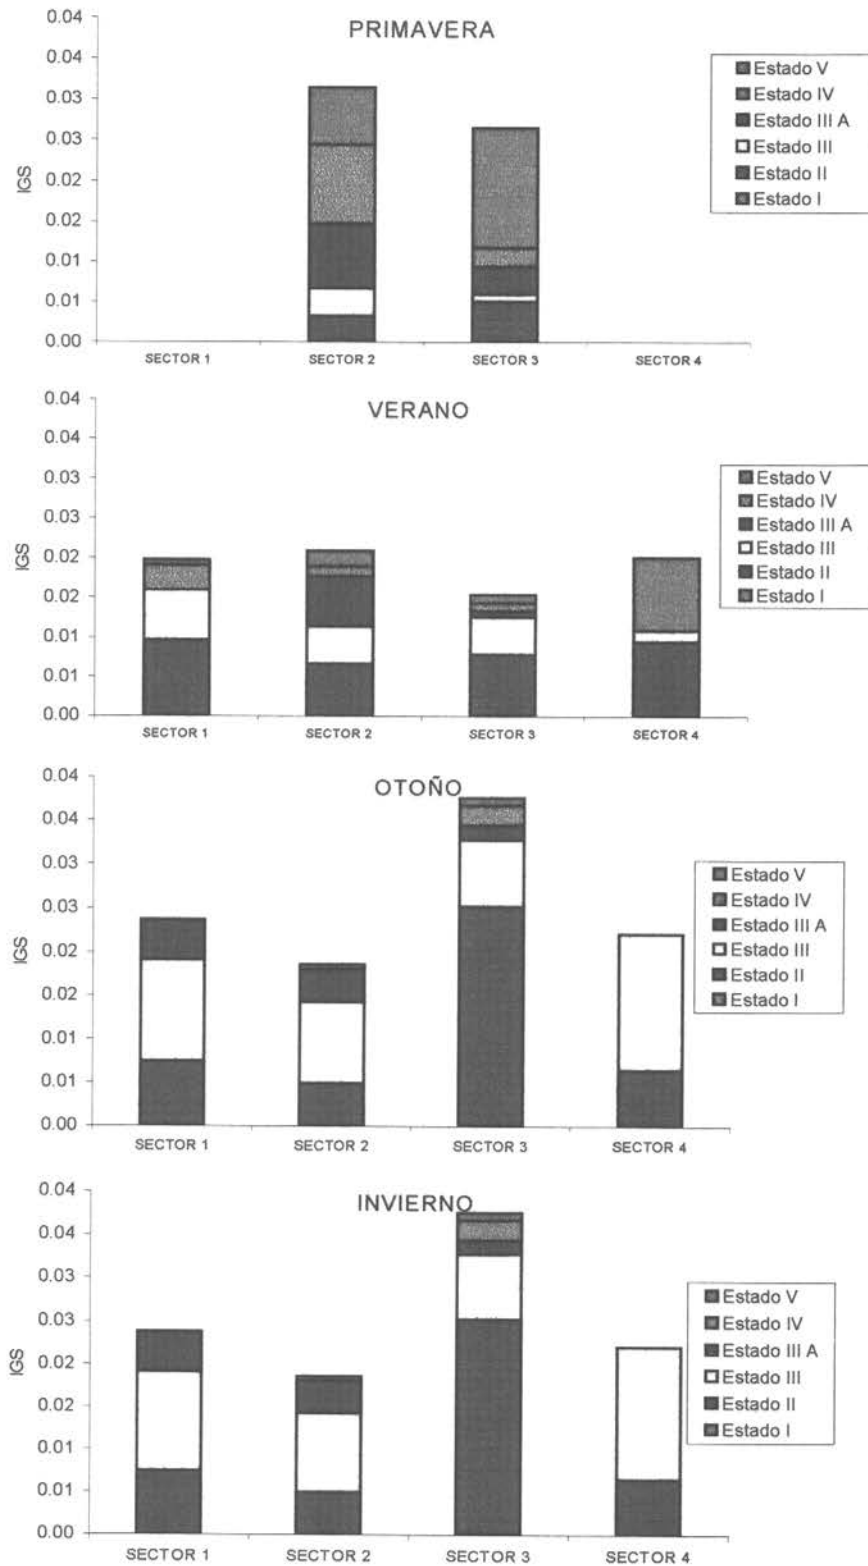 PRIMAVERA
0.04
0.04
0.03
0.03
0.02
0.02
0.01
0.01
0.00
IGS
SECTOR 1
SECTOR 2
SECTOR 3
SECTOR 4
Estado V
Estado IV
Estado III A
Estado III
Estado II
Estado I
VERANO
0.04
0.04
0.03
0.03
0.02
0.02
0.01
0.01
0.00
IGS
SECTOR 1
SECTOR 2
SECTOR 3
SECTOR 4
Estado V
Estado IV
Estado III A
Estado III
Estado II
Estado I
OTOÑO
0.04
0.04
0.03
0.03
0.02
0.02
0.01
0.01
0.00
IGS
SECTOR 1
SECTOR 2
SECTOR 3
SECTOR 4
Estado V
Estado IV
Estado III A
Estado III
Estado II
Estado I
INVIERNO
0.04
0.04
0.03
0.03
0.02
0.02
0.01
0.01
0.00
IGS
SECTOR 1
SECTOR 2
SECTOR 3
SECTOR 4
Estado V
Estado IV
Estado III A
Estado III
Estado II
Estado I